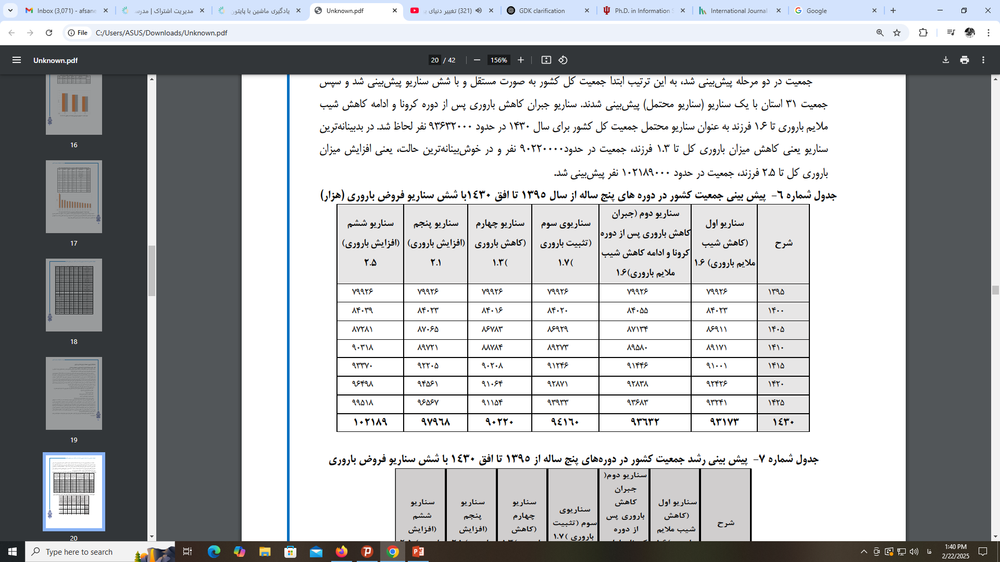 Inbox (3,071) - afsane
مدیریت اشتراک | مدرسه
یادگیری ماشین با پایتون
Unknown.pdf
(321) تغییر دنیای
GDK clarification
Ph.D. in Information
International Journal
Google
File
C:/Users/ASUS/Downloads/Unknown.pdf
Unknown.pdf
20 / 42
156%
16
17
18
19
20
جمعیت در دو مرحله پیش‌بینی شد، به این ترتیب ابتدا جمعیت کل کشور به صورت مستقل و با شش سناریو پیش‌بینی شد و سپس
جمعیت ۳۱ استان با یک سناریو (سناریو محتمل) پیش‌بینی شدند. سناریو جبران کاهش باروری پس از دوره کرونا و ادامه کاهش شیب
ملایم باروری تا ۱.۶ فرزند به عنوان سناریو محتمل جمعیت کل کشور برای سال ۱۴۳۰ در حدود ۹۳۶۳۲۰۰۰ نفر لحاظ شد. در بدبینانه‌ترین
سناریو یعنی کاهش میزان باروری کل تا ۱.۳ فرزند، جمعیت در حدود۹۰۲۲۰۰۰۰ نفر و در خوش‌بینانه‌ترین حالت، یعنی افزایش میزان
باروری کل تا ۲.۵ فرزند، جمعیت در حدود ۱۰۲۱۸۹۰۰۰ نفر پیش‌بینی شد.
جدول شماره ٦- پیش بینی جمعیت کشور در دوره های پنج ساله از سال ۱۳۹۵ تا افق ۱٤۳۰با شش سناریو فروض باروری (هزار)
شرح | سناریو اول (کاهش شیب ملایم باروری) ۱.۶ | سناریو دوم (جبران کاهش باروری پس از دوره کرونا و ادامه کاهش شیب ملایم باروری)۱.۶ | سناریوی سوم (تثبیت باروری )۱.۷ | سناریو چهارم (کاهش باروری )۱.۳ | سناریو پنجم (افزایش باروری) ۲.۱ | سناریو ششم (افزایش باروری) ۲.۵
۱۳۹۵ ۷۹۹۲۶ ۷۹۹۲۶ ۷۹۹۲۶ ۷۹۹۲۶ ۷۹۹۲۶ ۷۹۹۲۶
۱۴۰۰ ۸۴۰۲۳ ۸۴۰۵۵ ۸۴۰۲۰ ۸۴۰۱۶ ۸۴۰۲۳ ۸۴۰۳۹
۱۴۰۵ ۸۶۹۱۱ ۸۷۱۳۴ ۸۶۹۲۹ ۸۶۷۸۳ ۸۷۰۶۵ ۸۷۲۸۱
۱۴۱۰ ۸۹۱۷۱ ۸۹۵۸۰ ۸۹۲۷۳ ۸۸۷۸۴ ۸۹۷۲۱ ۹۰۳۱۸
۱۴۱۵ ۹۱۰۰۱ ۹۱۴۴۶ ۹۱۲۴۶ ۹۰۲۰۸ ۹۲۲۰۵ ۹۳۳۷۰
۱۴۲۰ ۹۲۴۲۶ ۹۲۸۳۸ ۹۲۸۷۱ ۹۱۰۶۴ ۹۴۵۶۱ ۹۶۴۹۸
۱۴۲۵ ۹۳۲۴۱ ۹۳۶۸۳ ۹۳۹۳۳ ۹۱۱۵۴ ۹۶۵۶۷ ۹۹۵۱۸
۱٤۳۰ ۹۳۱۷۳ ۹۳٦۳۲ ۹٤۱٦۰ ۹۰۲۲۰ ۹۷۹٦۸ ۱۰۲۱۸۹
جدول شماره ۷- پیش بینی رشد جمعیت کشور در دوره‌های پنج ساله از ۱۳۹۵ تا افق ۱٤۳۰ با شش سناریو فروض باروری
شرح | سناریو اول (کاهش شیب ملایم | سناریو دوم( جبران کاهش باروری پس از دوره | سناریوی سوم (تثبیت باروری )۱.۷ | سناریو چهارم (کاهش | سناریو پنجم (افزایش | سناریو ششم (افزایش
Type here to search
فا
1:40 PM
2/22/2025